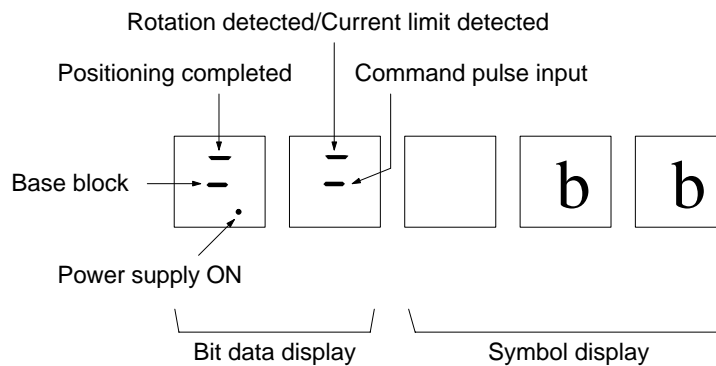 Rotation detected/Current limit detected
Positioning completed
Command pulse input
Base block
b b
Power supply ON
Bit data display
Symbol display